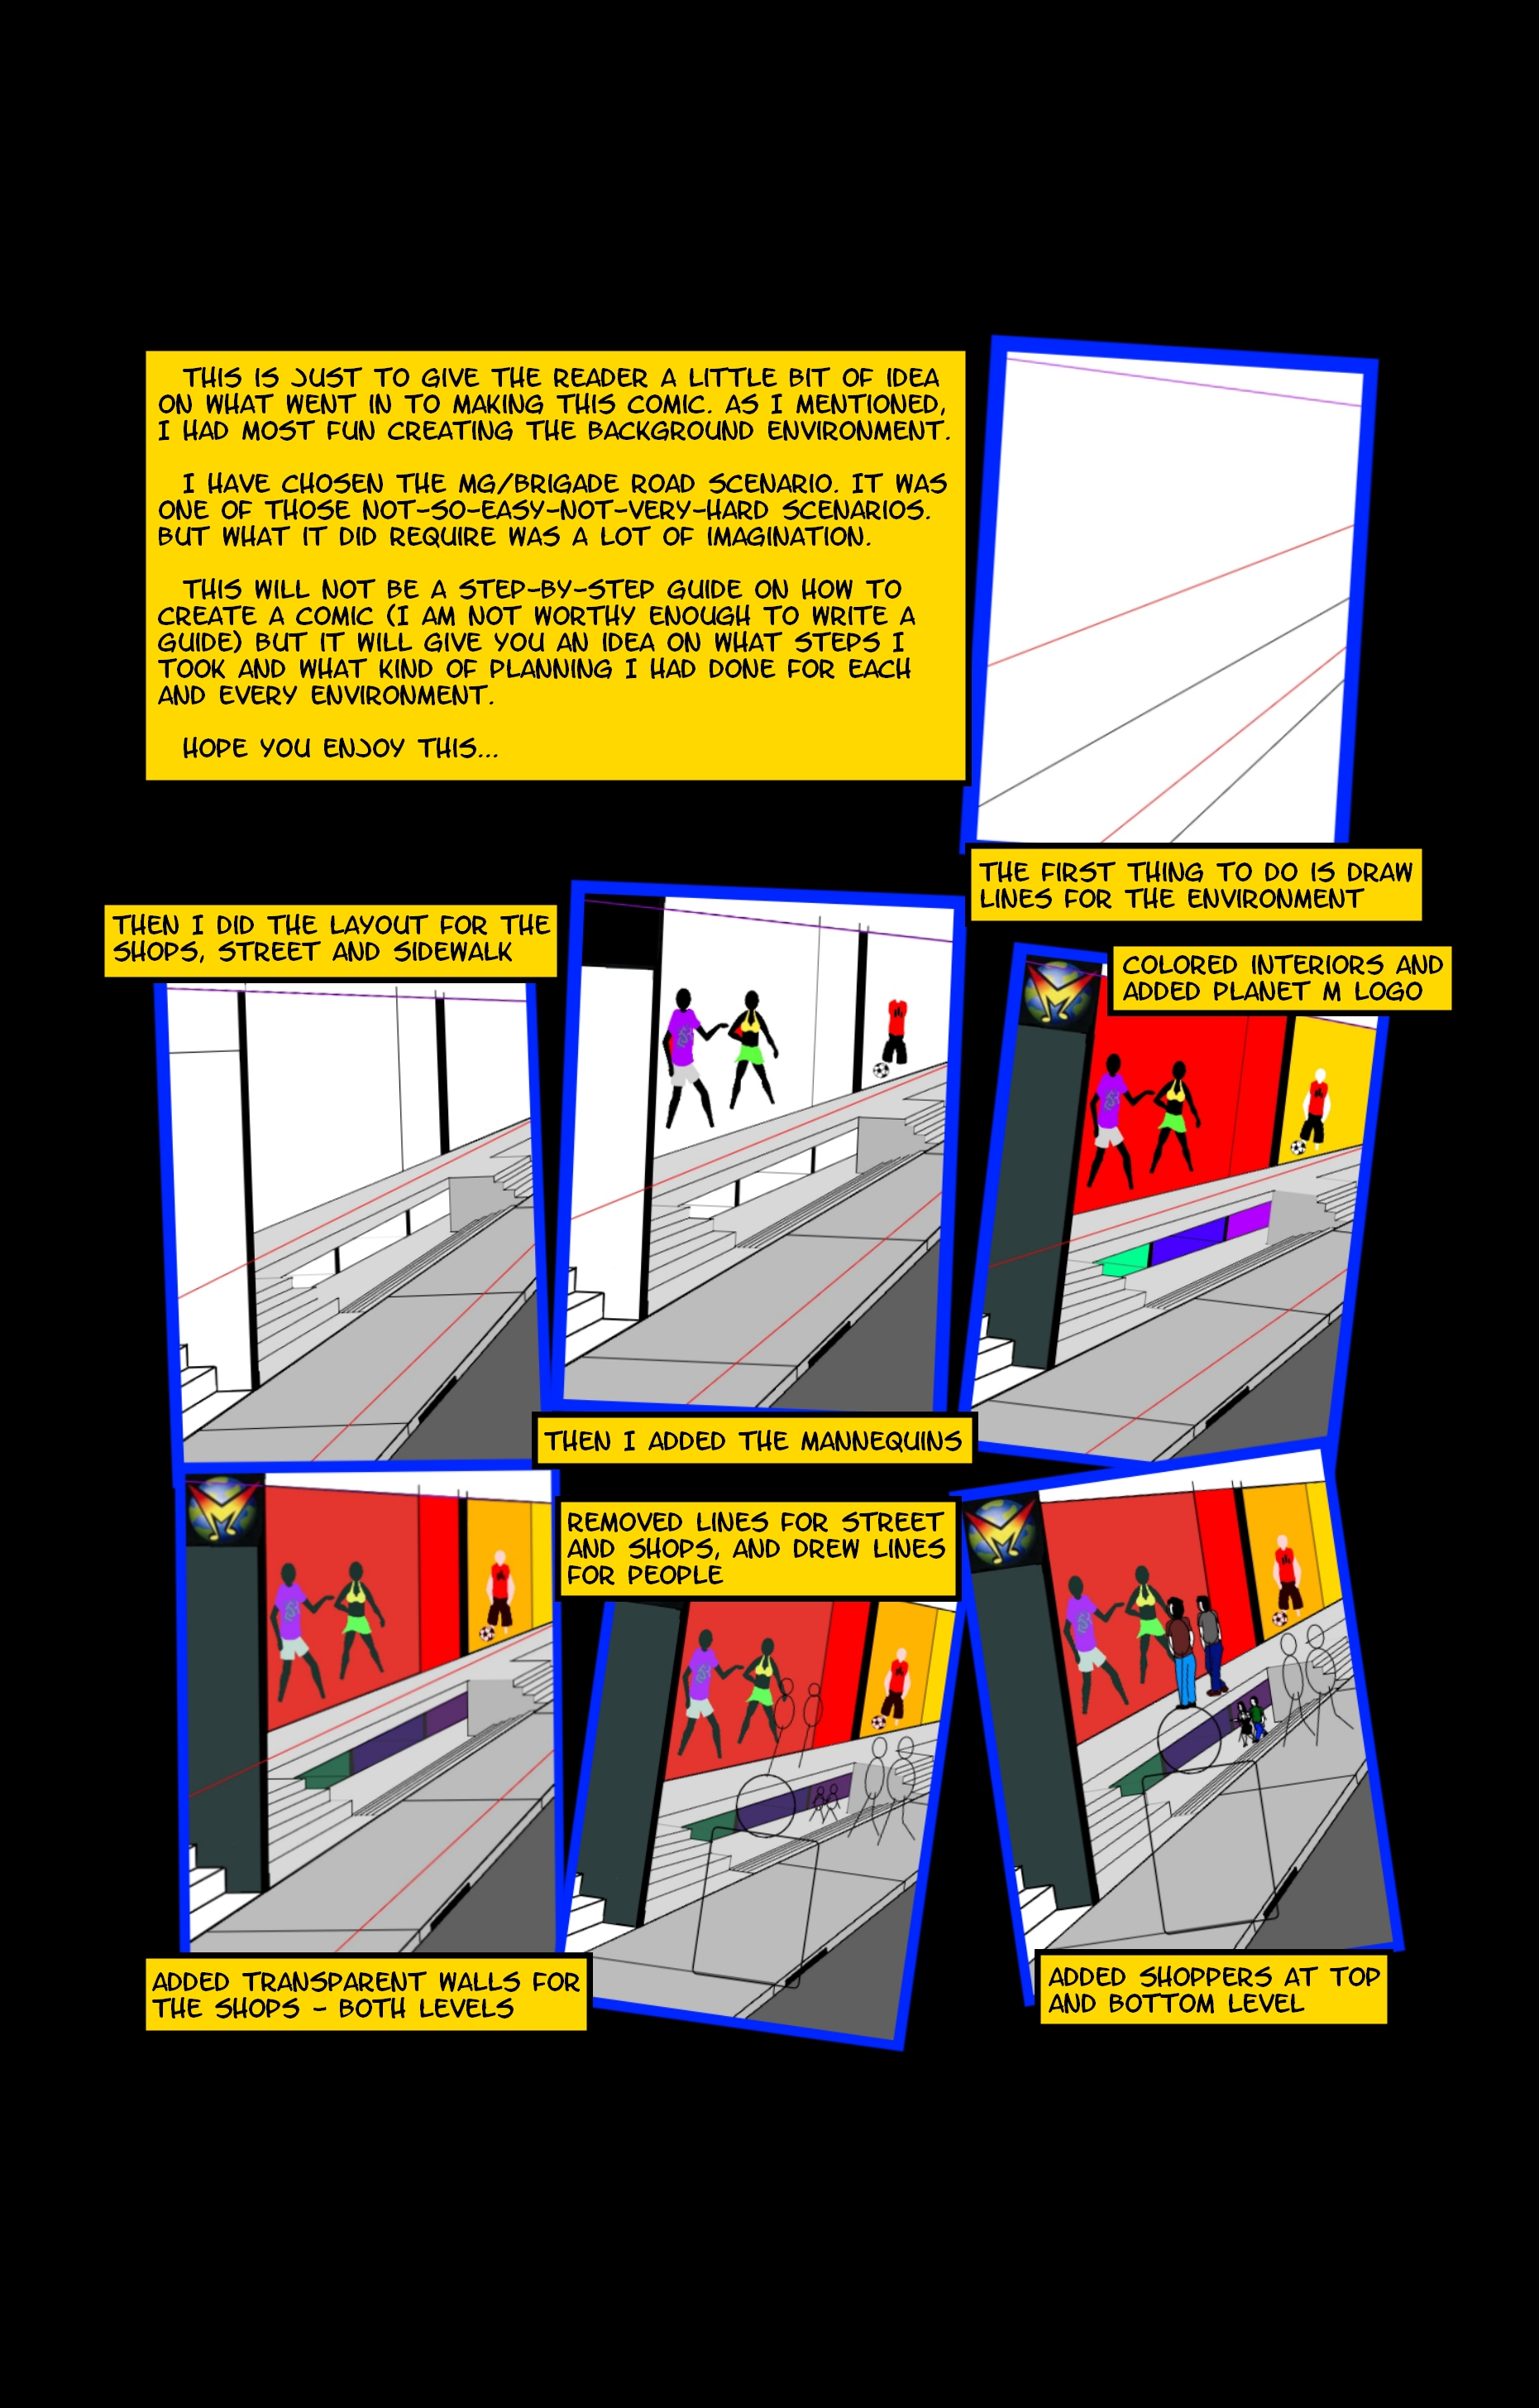 THIS IS JUST TO GIVE THE READER A LITTLE BIT OF IDEA
ON WHAT WENT IN TO MAKING THIS COMIC. AS I MENTIONED,
I HAD MOST FUN CREATING THE BACKGROUND ENVIRONMENT.
I HAVE CHOSEN THE MG/BRIGADE ROAD SCENARIO. IT WAS
ONE OF THOSE NOT-SO-EASY-NOT-VERY-HARD SCENARIOS.
BUT WHAT IT DID REQUIRE WAS A LOT OF IMAGINATION.
THIS WILL NOT BE A STEP-BY-STEP GUIDE ON HOW TO
CREATE A COMIC (I AM NOT WORTHY ENOUGH TO WRITE A
GUIDE) BUT IT WILL GIVE YOU AN IDEA ON WHAT STEPS I
TOOK AND WHAT KIND OF PLANNING I HAD DONE FOR EACH
AND EVERY ENVIRONMENT.
HOPE YOU ENJOY THIS...
THE FIRST THING TO DO IS DRAW
LINES FOR THE ENVIRONMENT
THEN I DID THE LAYOUT FOR THE
SHOPS, STREET AND SIDEWALK
THEN I ADDED THE MANNEQUINS
COLORED INTERIORS AND
ADDED PLANET M LOGO
M
ADDED TRANSPARENT WALLS FOR
THE SHOPS - BOTH LEVELS
M
REMOVED LINES FOR STREET
AND SHOPS, AND DREW LINES
FOR PEOPLE
ADDED SHOPPERS AT TOP
AND BOTTOM LEVEL
M